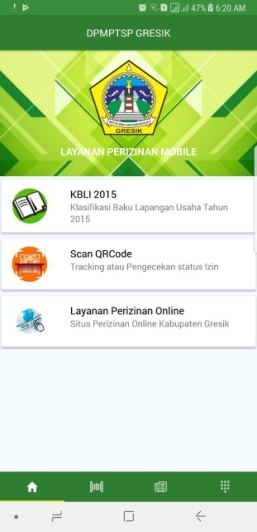 47% 6:20 AM
DPMPTSP GRESIK
GRESIK
LAYANAN PERIZINAN MOBILE
KBLI 2015
Klasifikasi Baku Lapangan Usaha Tahun
2015
Scan QRCode
Tracking atau Pengecekan status Izin
Layanan Perizinan Online
Situs Perizinan Online Kabupaten Gresik